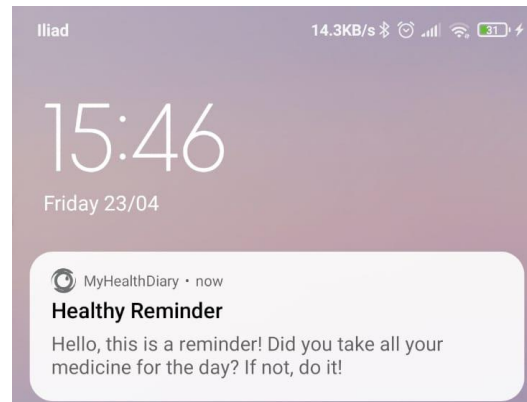 Iliad 14.3KB/s 31
15:46
Friday 23/04
MyHealthDiary • now
Healthy Reminder
Hello, this is a reminder! Did you take all your
medicine for the day? If not, do it!